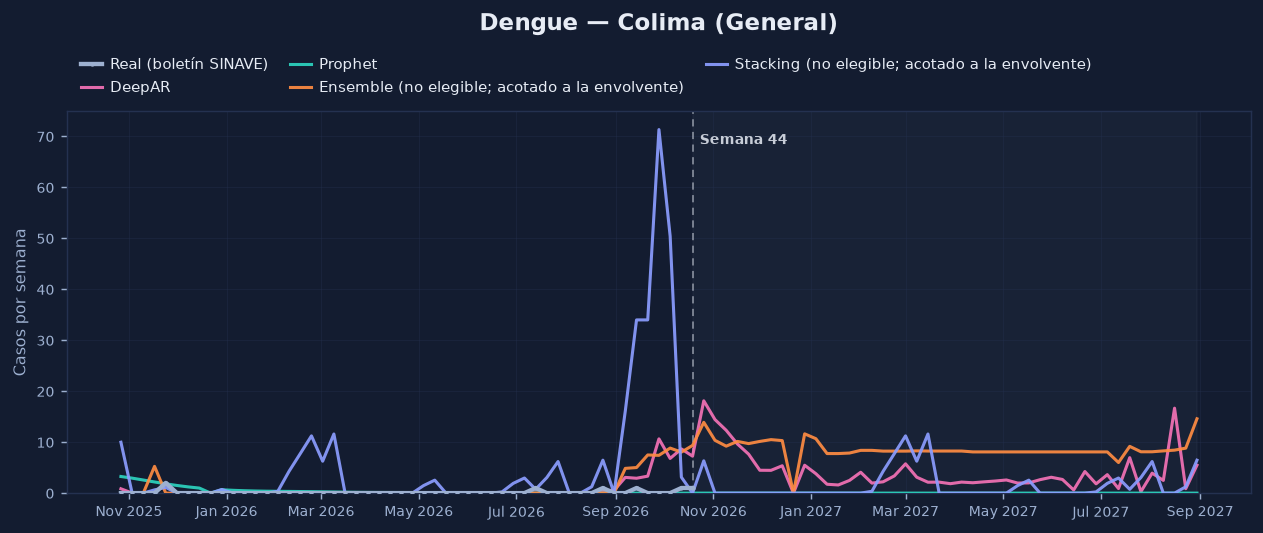 Dengue — Colima (General)
Real (boletín SINAVE)
DeepAR
Prophet
Ensemble (no elegible; acotado a la envolvente)
Stacking (no elegible; acotado a la envolvente)
Casos por semana
70
60
50
40
30
20
10
0
Semana 44
Nov 2025
Jan 2026
Mar 2026
May 2026
Jul 2026
Sep 2026
Nov 2026
Jan 2027
Mar 2027
May 2027
Jul 2027
Sep 2027